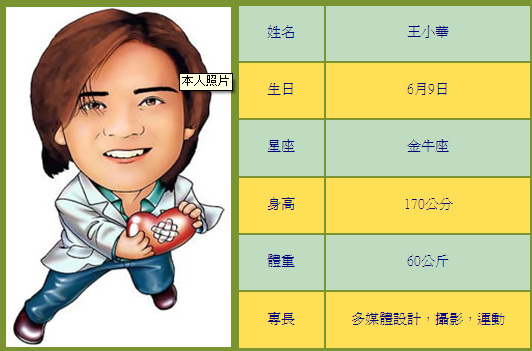 本人照片
姓名 王小華
生日 6月9日
星座 金牛座
身高 170公分
體重 60公斤
專長 多媒體設計，攝影，運動